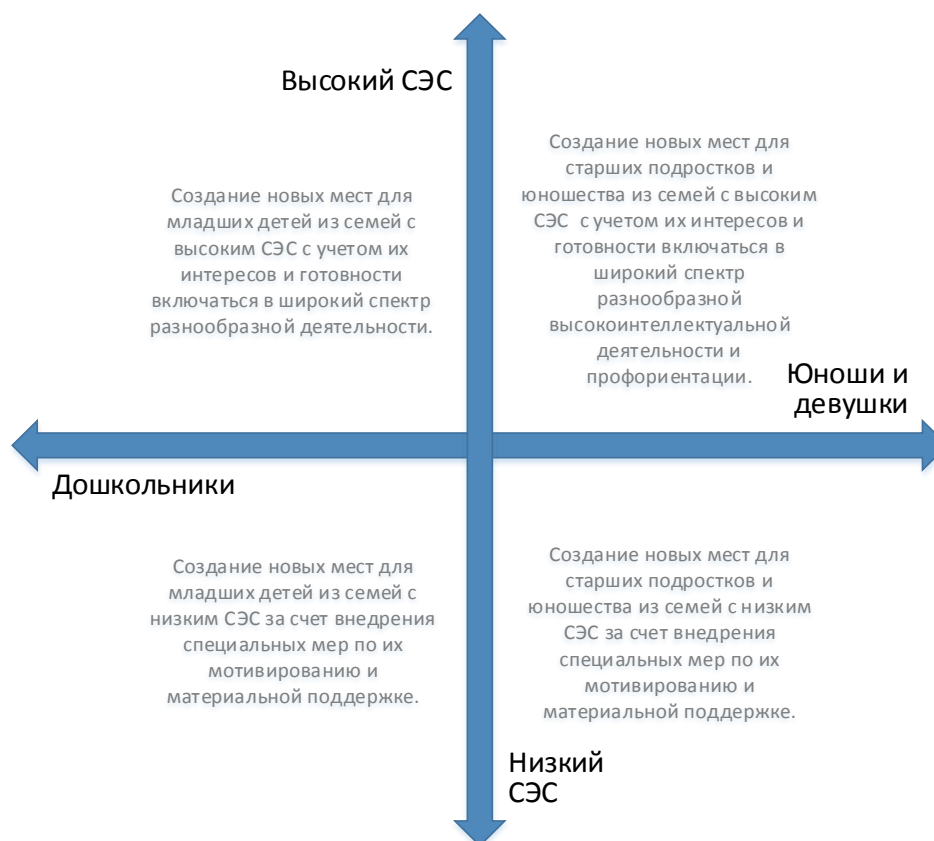 Высокий СЭС
Создание новых мест для
младших детей из семей с
высоким СЭС с учетом их
интересов и готовности
включаться в широкий спектр
разнообразной деятельности.
Создание новых мест для
старших подростков и
юношества из семей с высоким
СЭС с учетом их интересов и
готовности включаться в
широкий спектр
разнообразной
высокоинтеллектуальной
деятельности и
профориентации.
Юноши и
девушки
Дошкольники
Создание новых мест для
младших детей из семей с
низким СЭС за счет внедрения
специальных мер по их
мотивированию и
материальной поддержке.
Создание новых мест для
старших подростков и
юношества из семей с низким
СЭС за счет внедрения
специальных мер по их
мотивированию и
материальной поддержке.
Низкий
СЭС